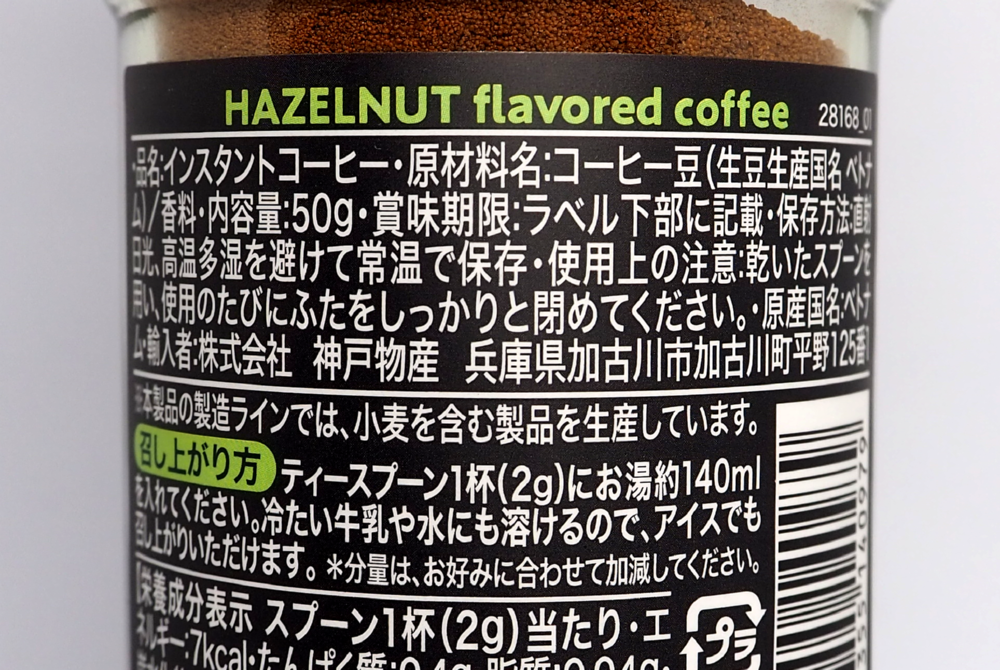 HAZELNUT flavored coffee 28168_01
・品名:インスタントコーヒー・原材料名:コーヒー豆(生豆生産国名 ベトナ
ム)/香料・内容量:50g・賞味期限:ラベル下部に記載・保存方法:直射
日光、高温多湿を避けて常温で保存・使用上の注意:乾いたスプーンを
用い、使用のたびにふたをしっかりと閉めてください。・原産国名:ベトナ
ム・輸入者:株式会社 神戸物産 兵庫県加古川市加古川町平野125番1
※本製品の製造ラインでは、小麦を含む製品を生産しています。
召し上がり方 ティースプーン1杯(2g)にお湯約140ml
を入れてください。冷たい牛乳や水にも溶けるので、アイスでも
召し上がりいただけます。 *分量は、お好みに合わせて加減してください。
【栄養成分表示 スプーン1杯(2g)当たり・エ
ネルギー:7kcal・たんぱく質:0.4g・脂質:0.04g・
プラ